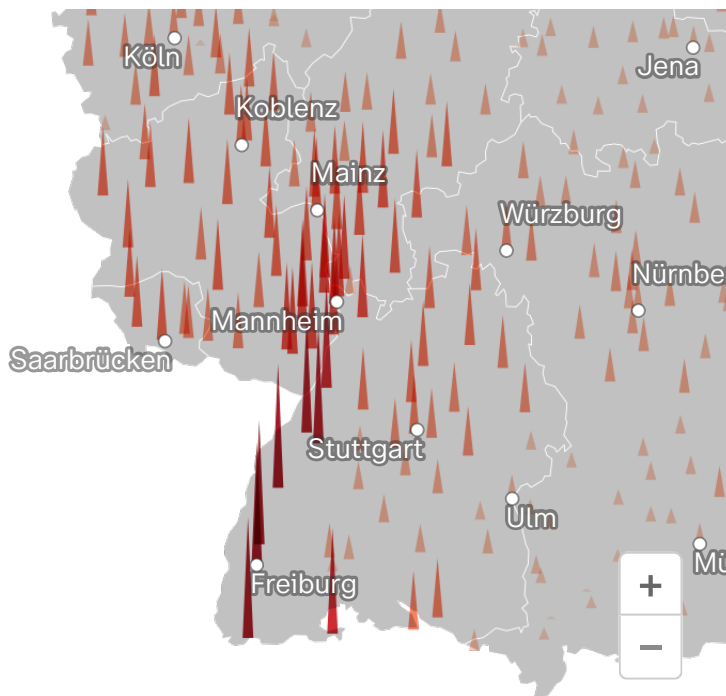 Köln
Jena
Koblenz
Mainz
Würzburg
Nürnbe
Mannheim
Saarbrücken
Stuttgart
Ulm
Mü
Freiburg
+
−